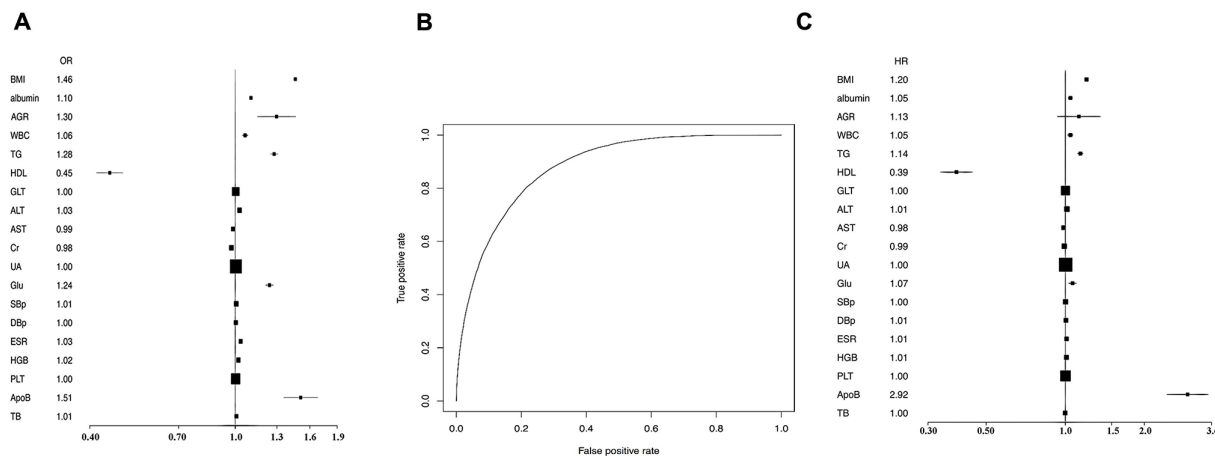 A
OR
BMI 1.46
albumin 1.10
AGR 1.30
WBC 1.06
TG 1.28
HDL 0.45
GLT 1.00
ALT 1.03
AST 0.99
Cr 0.98
UA 1.00
Glu 1.24
SBp 1.01
DBp 1.00
ESR 1.03
HGB 1.02
PLT 1.00
ApoB 1.51
TB 1.01
0.40 0.70 1.0 1.3 1.6 1.9
B
True positive rate
1.0
0.8
0.6
0.4
0.2
0.0
0.0 0.2 0.4 0.6 0.8 1.0
False positive rate
C
HR
BMI 1.20
albumin 1.05
AGR 1.13
WBC 1.05
TG 1.14
HDL 0.39
GLT 1.00
ALT 1.01
AST 0.98
Cr 0.99
UA 1.00
Glu 1.07
SBp 1.00
DBp 1.01
ESR 1.01
HGB 1.01
PLT 1.00
ApoB 2.92
TB 1.00
0.30 0.50 1.0 1.5 2.0